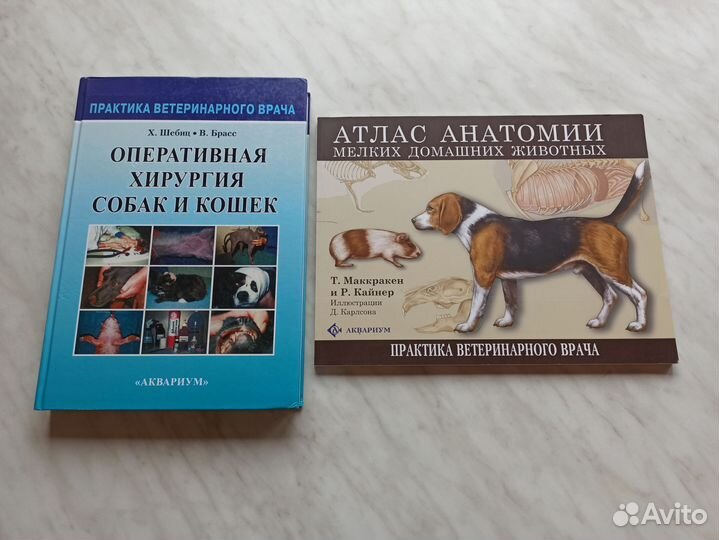 ПРАКТИКА ВЕТЕРИНАРНОГО ВРАЧА
Х. Шебиц • В. Брасс
ОПЕРАТИВНАЯ
ХИРУРГИЯ
СОБАК И КОШЕК
«АКВАРИУМ»
АТЛАС АНАТОМИИ
МЕЛКИХ ДОМАШНИХ ЖИВОТНЫХ
Т. Маккракен
и Р. Кайнер
Иллюстрации
Д. Карлсона
АКВАРИУМ
ПРАКТИКА ВЕТЕРИНАРНОГО ВРАЧА
Avito